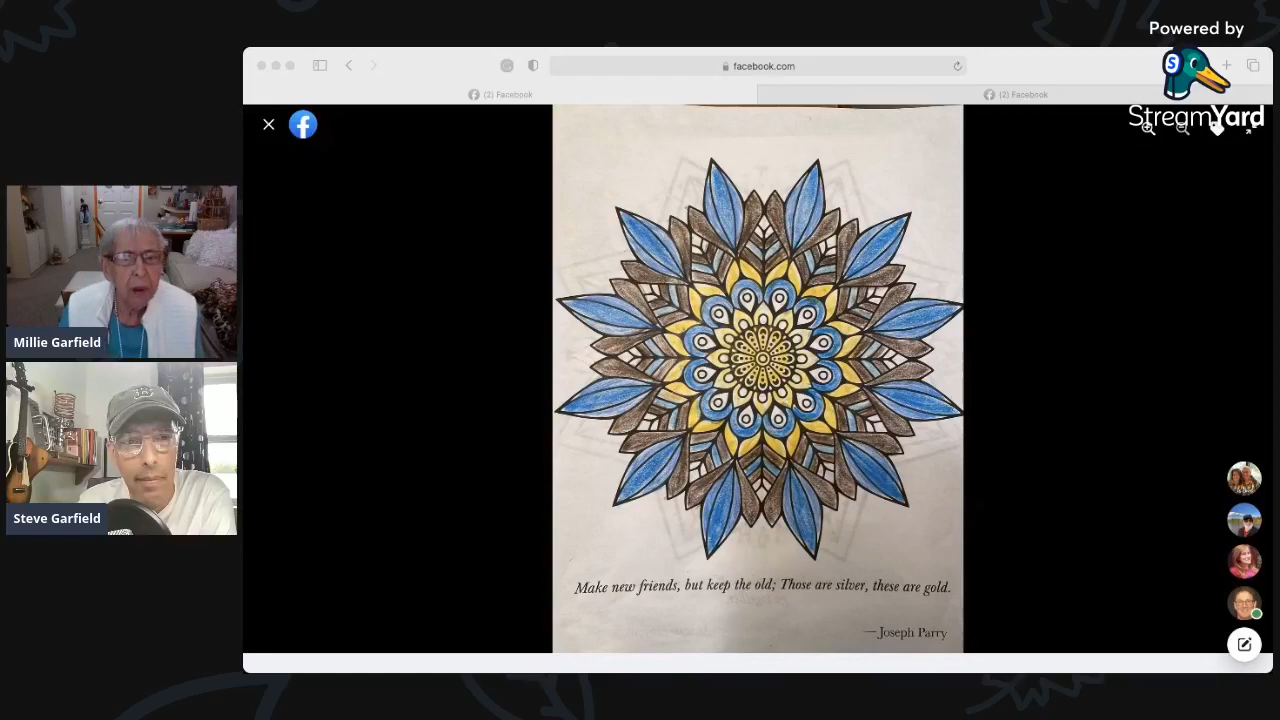 Powered by
StreamYard
facebook.com
(2) Facebook
(2) Facebook
Millie Garfield
Steve Garfield
Make new friends, but keep the old; Those are silver, these are gold.
—Joseph Parry